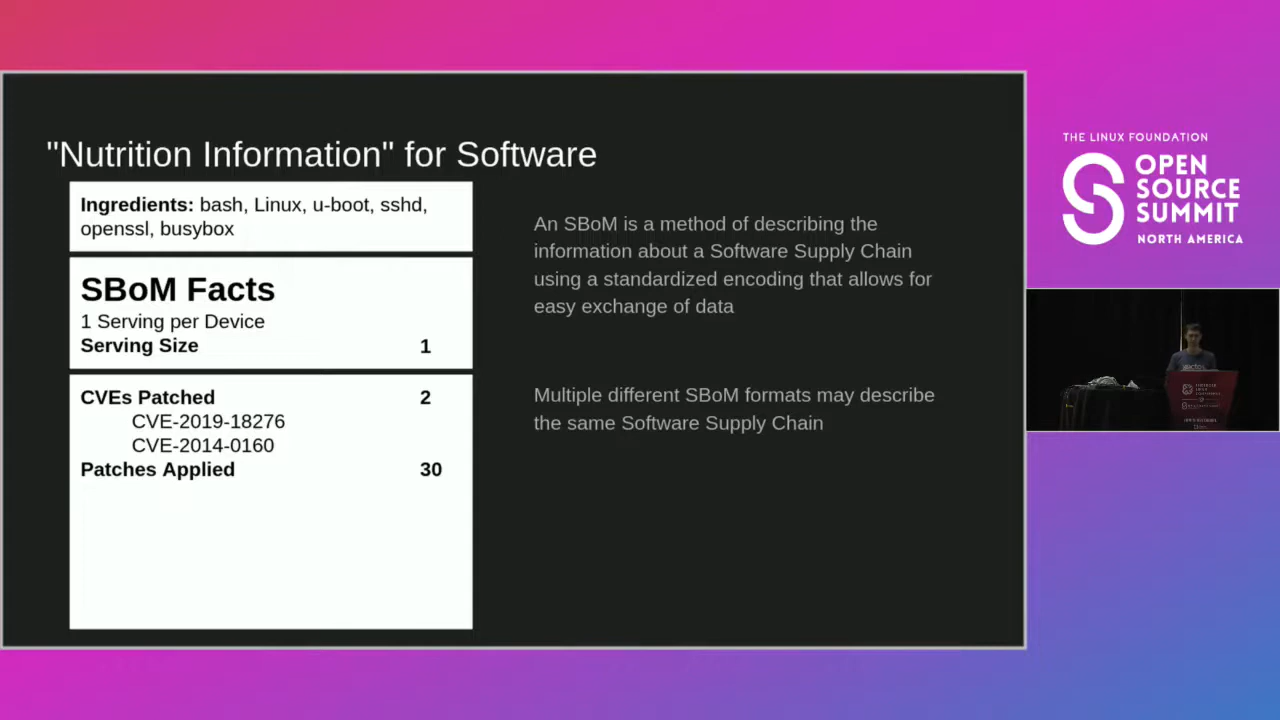 "Nutrition Information" for Software
Ingredients: bash, Linux, u-boot, sshd,
openssl, busybox
SBoM Facts
1 Serving per Device
Serving Size 1
CVEs Patched 2
CVE-2019-18276
CVE-2014-0160
Patches Applied 30
An SBoM is a method of describing the
information about a Software Supply Chain
using a standardized encoding that allows for
easy exchange of data
Multiple different SBoM formats may describe
the same Software Supply Chain
THE LINUX FOUNDATION
OPEN
SOURCE
SUMMIT
NORTH AMERICA